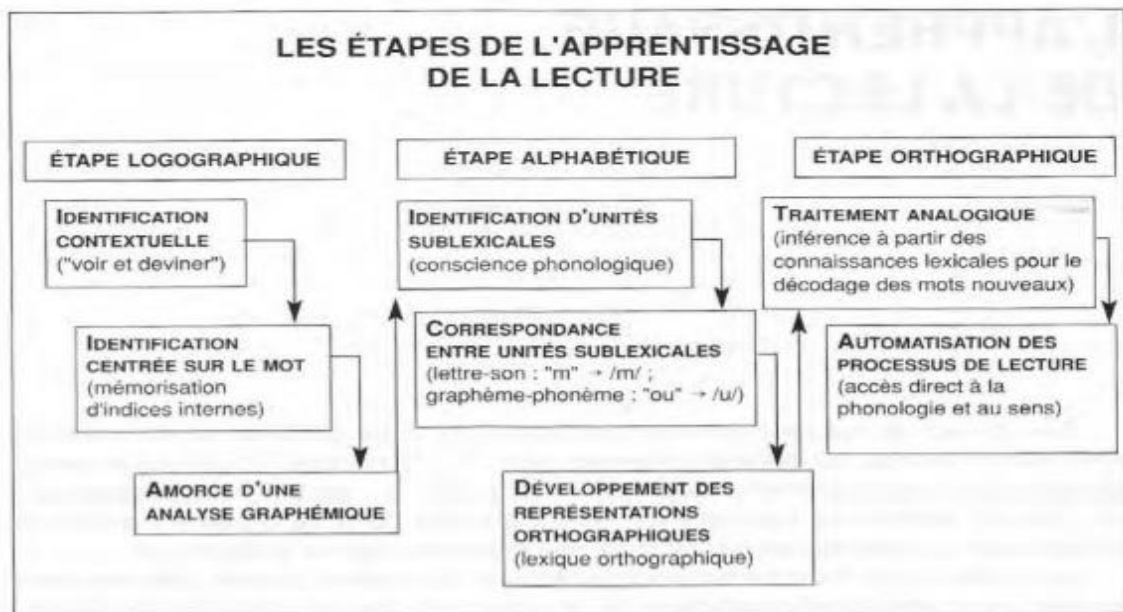 LES ÉTAPES DE L'APPRENTISSAGE
DE LA LECTURE
ÉTAPE LOGOGRAPHIQUE
IDENTIFICATION
CONTEXTUELLE
("voir et deviner")
IDENTIFICATION
CENTRÉE SUR LE MOT
(mémorisation
d'indices internes)
AMORCE D'UNE
ANALYSE GRAPHÉMIQUE
ÉTAPE ALPHABÉTIQUE
IDENTIFICATION D'UNITÉS
SUBLEXICALES
(conscience phonologique)
CORRESPONDANCE
ENTRE UNITÉS SUBLEXICALES
(lettre-son : "m" → /m/ ;
graphème-phonème : "ou" → /u/)
DÉVELOPPEMENT DES
REPRÉSENTATIONS
ORTHOGRAPHIQUES
(lexique orthographique)
ÉTAPE ORTHOGRAPHIQUE
TRAITEMENT ANALOGIQUE
(inférence à partir des
connaissances lexicales pour le
décodage des mots nouveaux)
AUTOMATISATION DES
PROCESSUS DE LECTURE
(accès direct à la
phonologie et au sens)